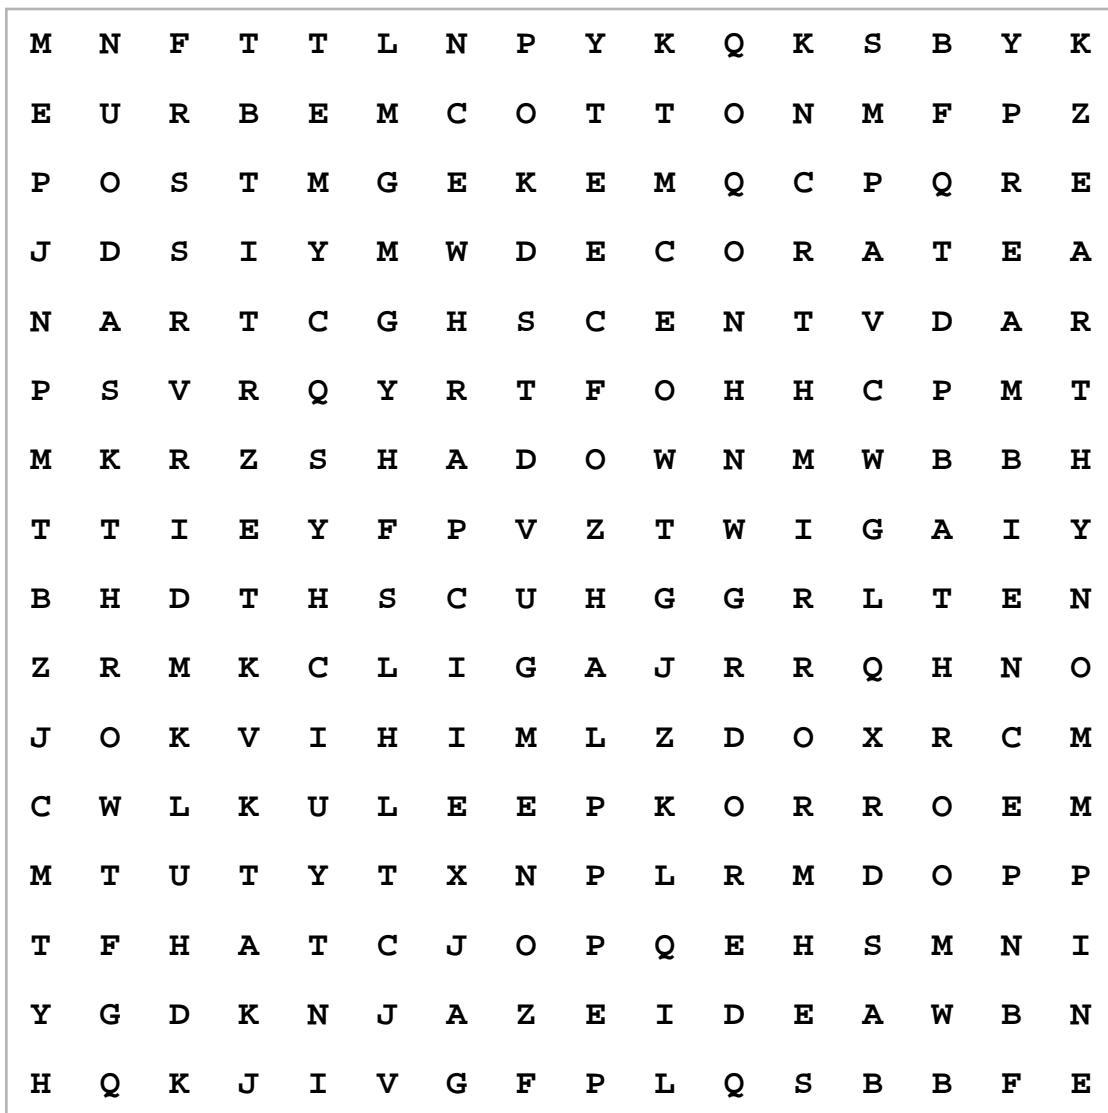 M N F T T L N P Y K Q K S B Y K
E U R B E M C O T T O N M F P Z
P O S T M G E K E M Q C P Q R E
J D S I Y M W D E C O R A T E A
N A R T C G H S C E N T V D A R
P S V R Q Y R T F O H H C P M T
M K R Z S H A D O W N M W B B H
T T I E Y F P V Z T W I G A I Y
B H D T H S C U H G G R L T E N
Z R M K C L I G A J R R Q H N O
J O K V I H I M L Z D O X R C M
C W L K U L E E P K O R R O E M
M T U T Y T X N P L R M D O P P
T F H A T C J O P Q E H S M N I
Y G D K N J A Z E I D E A W B N
H Q K J I V G F P L Q S B B F E